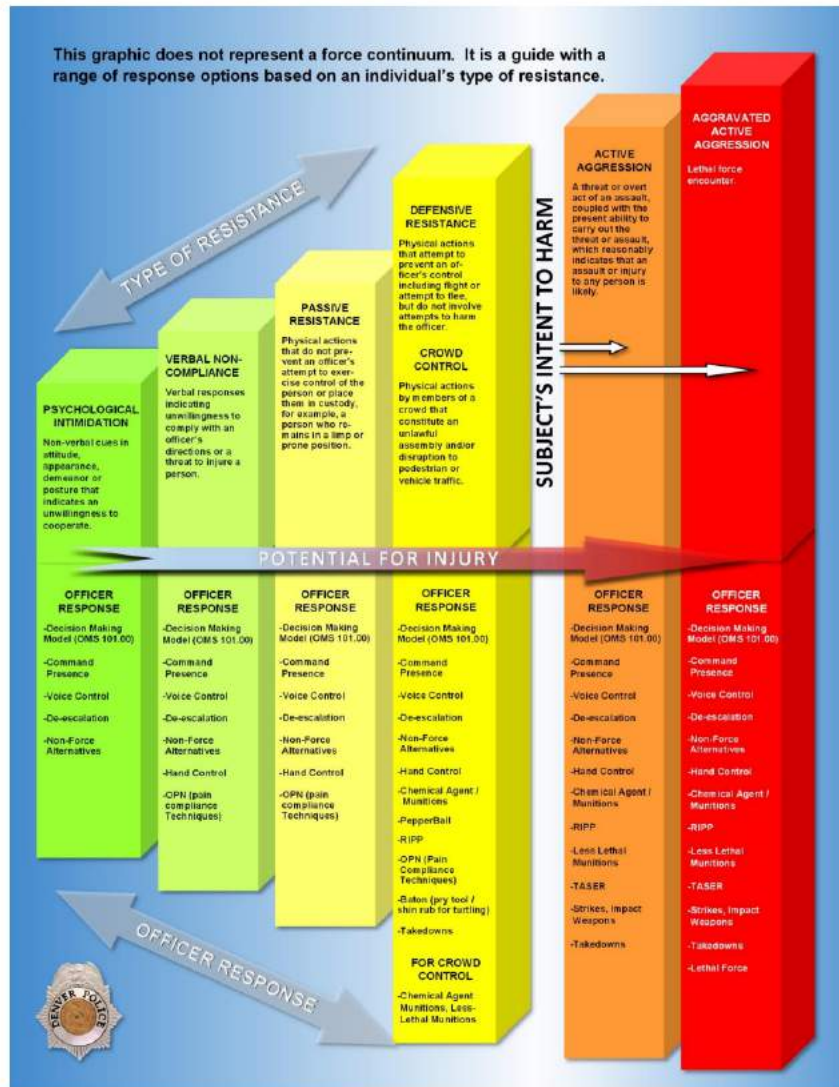 This graphic does not represent a force continuum. It is a guide with a
range of response options based on an individual's type of resistance.
TYPE OF RESISTANCE
PSYCHOLOGICAL
INTIMIDATION
Non-verbal cues in
attitude,
appearance,
demeanor or
posture that
indicates an
unwillingness to
cooperate.
VERBAL NON-
COMPLIANCE
Verbal responses
indicating
unwillingness to
comply with an
officer's
directions or a
threat to injure a
person.
PASSIVE
RESISTANCE
Physical actions
that do not pre-
vent an officer's
attempt to exer-
cise control of the
person or place
them in custody,
for example, a
person who re-
mains in a limp or
prone position.
DEFENSIVE
RESISTANCE
Physical actions
that attempt to
prevent an of-
ficer's control
including flight or
attempt to flee,
but do not involve
attempts to harm
the officer.
CROWD
CONTROL
Physical actions
by members of a
crowd that
constitute an
unlawful
assembly and/or
disruption to
pedestrian or
vehicle traffic.
SUBJECT'S INTENT TO HARM
ACTIVE
AGGRESSION
A threat or overt
act of an assault,
coupled with the
present ability to
carry out the
threat or assault,
which reasonably
indicates that an
assault or injury
to any person is
likely.
AGGRAVATED
ACTIVE
AGGRESSION
Lethal force
encounter.
POTENTIAL FOR INJURY
OFFICER
RESPONSE
-Decision Making
Model (OMS 101.00)
-Command
Presence
-Voice Control
-De-escalation
-Non-Force
Alternatives
OFFICER
RESPONSE
-Decision Making
Model (OMS 101.00)
-Command
Presence
-Voice Control
-De-escalation
-Non-Force
Alternatives
-Hand Control
-OPN (pain
compliance
Techniques)
OFFICER
RESPONSE
-Decision Making
Model (OMS 101.00)
-Command
Presence
-Voice Control
-De-escalation
-Non-Force
Alternatives
-Hand Control
-OPN (pain
compliance
Techniques)
OFFICER
RESPONSE
-Decision Making
Model (OMS 101.00)
-Command
Presence
-Voice Control
-De-escalation
-Non-Force
Alternatives
-Hand Control
-Chemical Agent /
Munitions
-PepperBall
-RIPP
-OPN (Pain
Compliance
Techniques)
-Baton (pry tool /
shin rub for turtling)
-Takedowns
FOR CROWD
CONTROL
-Chemical Agent
Munitions, Less-
Lethal Munitions
OFFICER
RESPONSE
-Decision Making
Model (OMS 101.00)
-Command
Presence
-Voice Control
-De-escalation
-Non-Force
Alternatives
-Hand Control
-Chemical Agent /
Munitions
-RIPP
-Less Lethal
Munitions
-TASER
-Strikes, Impact
Weapons
-Takedowns
OFFICER
RESPONSE
-Decision Making
Model (OMS 101.00)
-Command
Presence
-Voice Control
-De-escalation
-Non-Force
Alternatives
-Hand Control
-Chemical Agent /
Munitions
-RIPP
-Less Lethal
Munitions
-TASER
-Strikes, Impact
Weapons
-Takedowns
-Lethal Force
OFFICER RESPONSE
DENVER POLICE